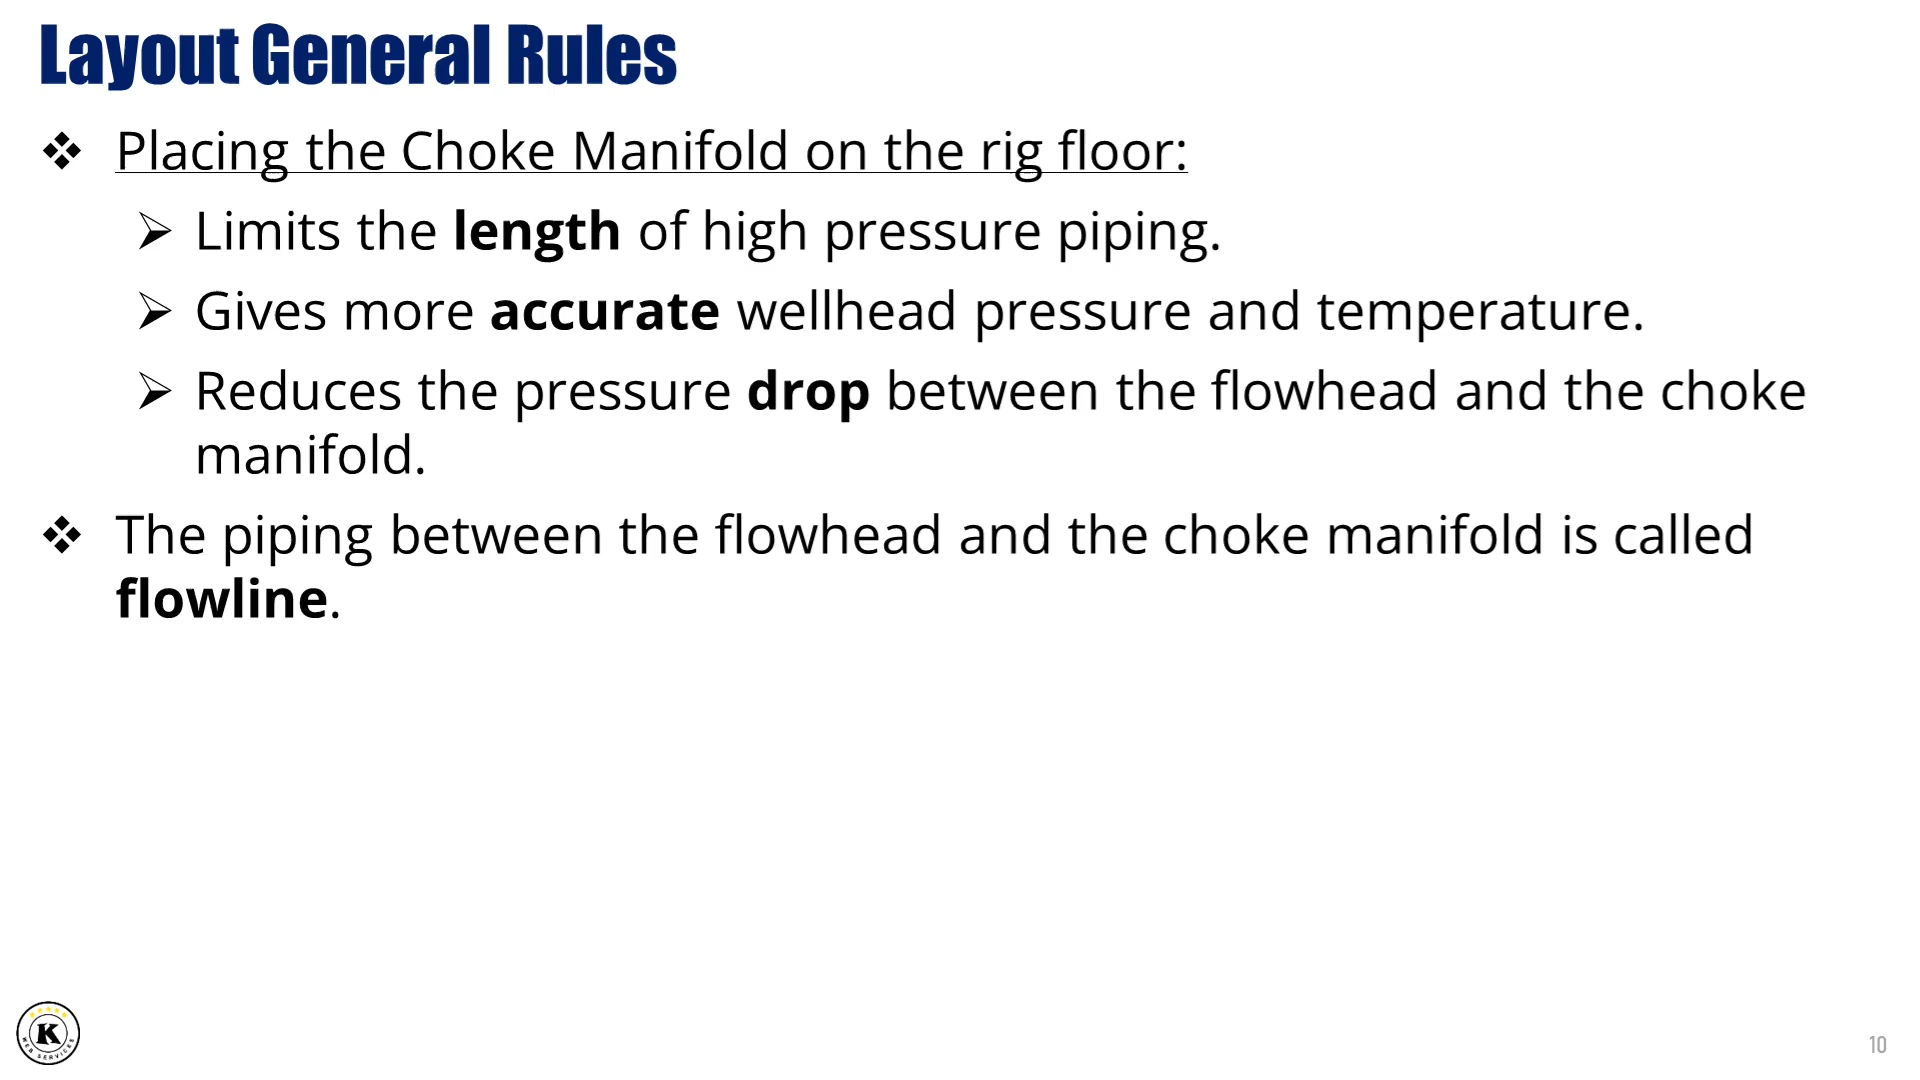 Layout General Rules
Placing the Choke Manifold on the rig floor:
Limits the length of high pressure piping.
Gives more accurate wellhead pressure and temperature.
Reduces the pressure drop between the flowhead and the choke
manifold.
The piping between the flowhead and the choke manifold is called
flowline.
K
WEB SERVICES
10